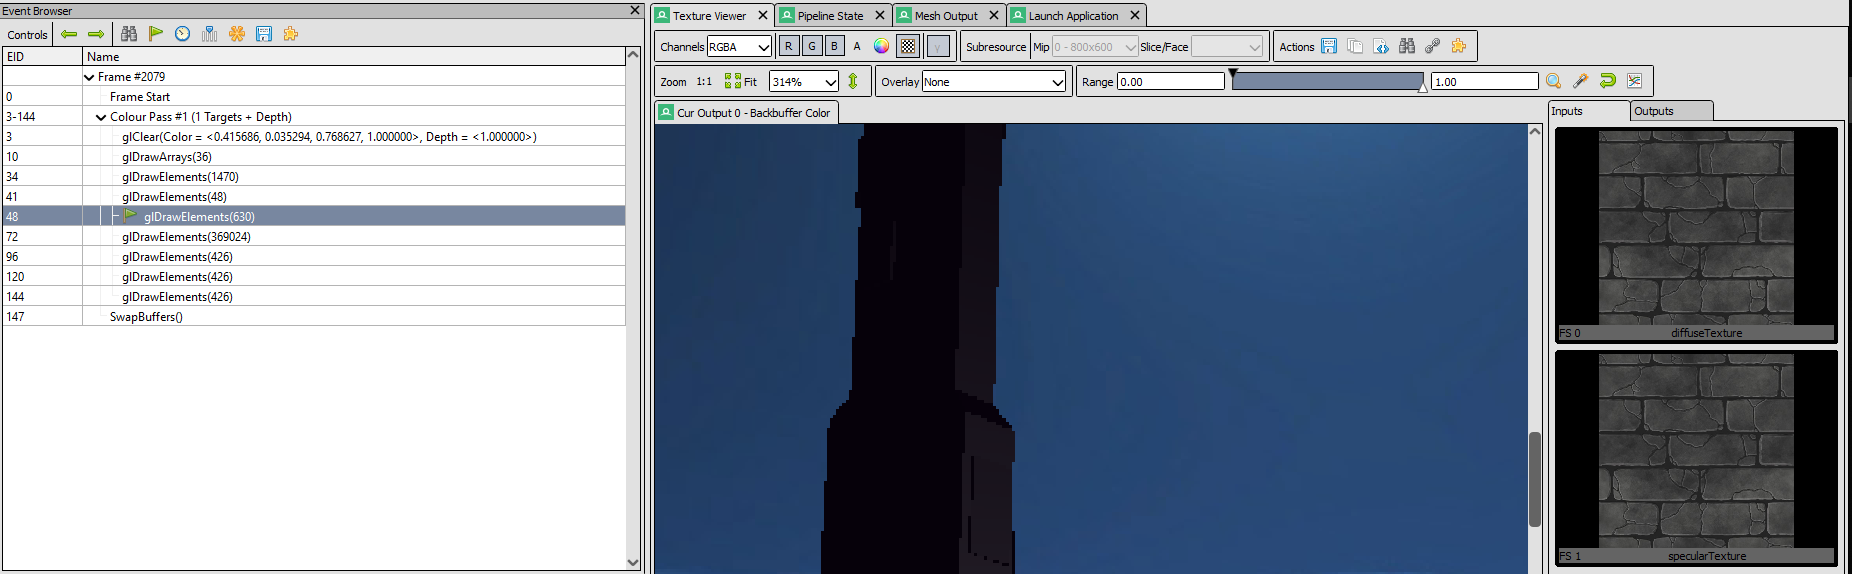 Event Browser
Controls
EID Name
Frame #2079
0 Frame Start
3-144 Colour Pass #1 (1 Targets + Depth)
3 glClear(Color = <0.415686, 0.035294, 0.768627, 1.000000>, Depth = <1.000000>)
10 glDrawArrays(36)
34 glDrawElements(1470)
41 glDrawElements(48)
48 glDrawElements(630)
72 glDrawElements(369024)
96 glDrawElements(426)
120 glDrawElements(426)
144 glDrawElements(426)
147 SwapBuffers()
Texture Viewer Pipeline State Mesh Output Launch Application
Channels RGBA R G B A γ Subresource Mip 0 - 800x600 Slice/Face Actions
Zoom 1:1 Fit 314% Overlay None Range 0.00 1.00
Cur Output 0 - Backbuffer Color
Inputs Outputs
FS 0 diffuseTexture
FS 1 specularTexture